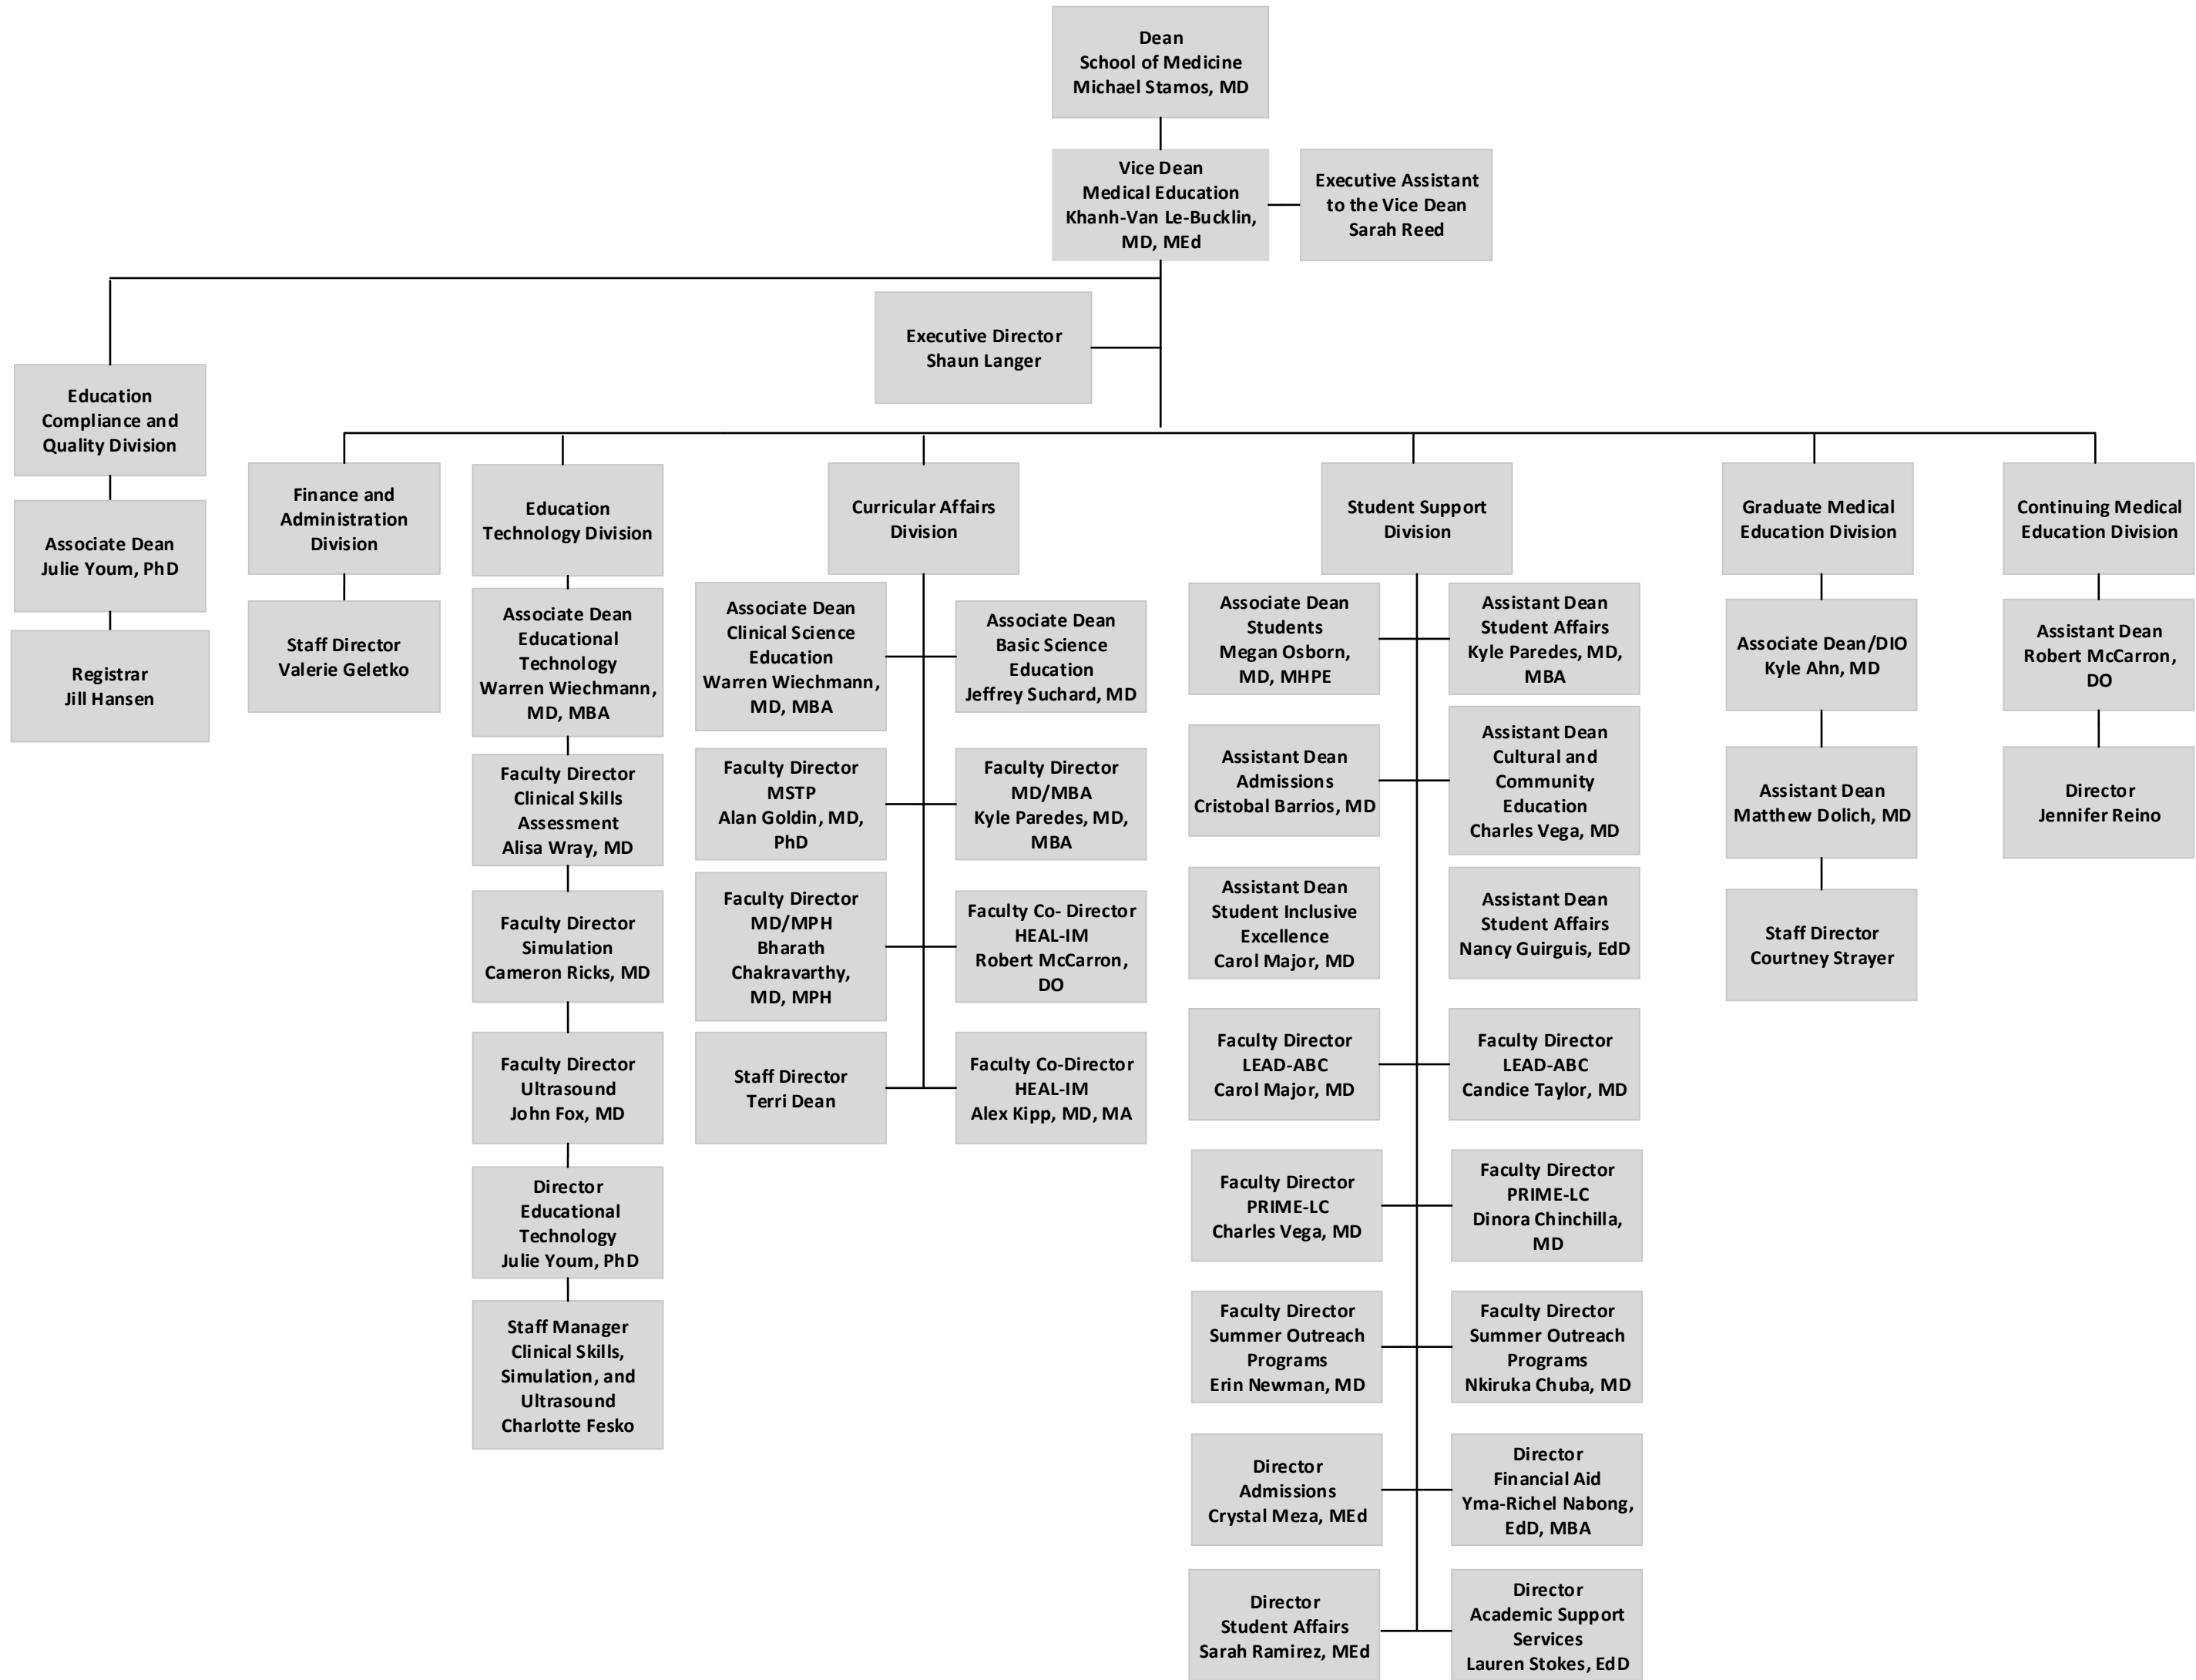 Dean
School of Medicine
Michael Stamos, MD
Vice Dean
Medical Education
Khanh-Van Le-Bucklin,
MD, MEd
Executive Assistant
to the Vice Dean
Sarah Reed
Executive Director
Shaun Langer
Education
Compliance and
Quality Division
Associate Dean
Julie Youm, PhD
Registrar
Jill Hansen
Finance and
Administration
Division
Staff Director
Valerie Geletko
Education
Technology Division
Associate Dean
Educational
Technology
Warren Wiechmann,
MD, MBA
Faculty Director
Clinical Skills
Assessment
Alisa Wray, MD
Faculty Director
Simulation
Cameron Ricks, MD
Faculty Director
Ultrasound
John Fox, MD
Director
Educational
Technology
Julie Youm, PhD
Staff Manager
Clinical Skills,
Simulation, and
Ultrasound
Charlotte Fesko
Curricular Affairs
Division
Associate Dean
Clinical Science
Education
Warren Wiechmann,
MD, MBA
Associate Dean
Basic Science
Education
Jeffrey Suchard, MD
Faculty Director
MSTP
Alan Goldin, MD,
PhD
Faculty Director
MD/MBA
Kyle Paredes, MD,
MBA
Faculty Director
MD/MPH
Bharath
Chakravarthy,
MD, MPH
Faculty Co- Director
HEAL-IM
Robert McCarron,
DO
Staff Director
Terri Dean
Faculty Co-Director
HEAL-IM
Alex Kipp, MD, MA
Student Support
Division
Associate Dean
Students
Megan Osborn,
MD, MHPE
Assistant Dean
Student Affairs
Kyle Paredes, MD,
MBA
Assistant Dean
Admissions
Cristobal Barrios, MD
Assistant Dean
Cultural and
Community
Education
Charles Vega, MD
Assistant Dean
Student Inclusive
Excellence
Carol Major, MD
Assistant Dean
Student Affairs
Nancy Guirguis, EdD
Faculty Director
LEAD-ABC
Carol Major, MD
Faculty Director
LEAD-ABC
Candice Taylor, MD
Faculty Director
PRIME-LC
Charles Vega, MD
Faculty Director
PRIME-LC
Dinora Chinchilla,
MD
Faculty Director
Summer Outreach
Programs
Erin Newman, MD
Faculty Director
Summer Outreach
Programs
Nkiruka Chuba, MD
Director
Admissions
Crystal Meza, MEd
Director
Financial Aid
Yma-Richel Nabong,
EdD, MBA
Director
Student Affairs
Sarah Ramirez, MEd
Director
Academic Support
Services
Lauren Stokes, EdD
Graduate Medical
Education Division
Associate Dean/DIO
Kyle Ahn, MD
Assistant Dean
Matthew Dolich, MD
Staff Director
Courtney Strayer
Continuing Medical
Education Division
Assistant Dean
Robert McCarron,
DO
Director
Jennifer Reino